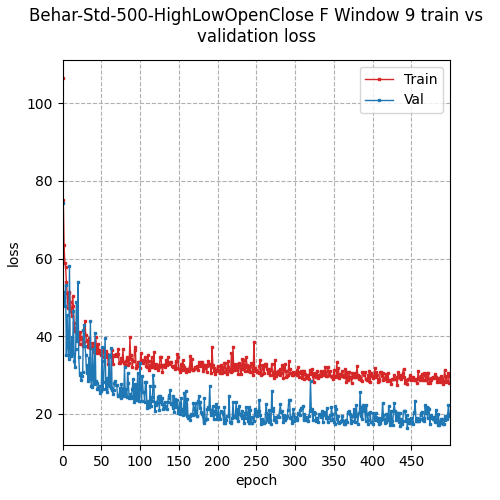 Behar-Std-500-HighLowOpenClose F Window 9 train vs
validation loss
Train
Val
100
80
60
40
20
loss
0 50 100 150 200 250 300 350 400 450
epoch